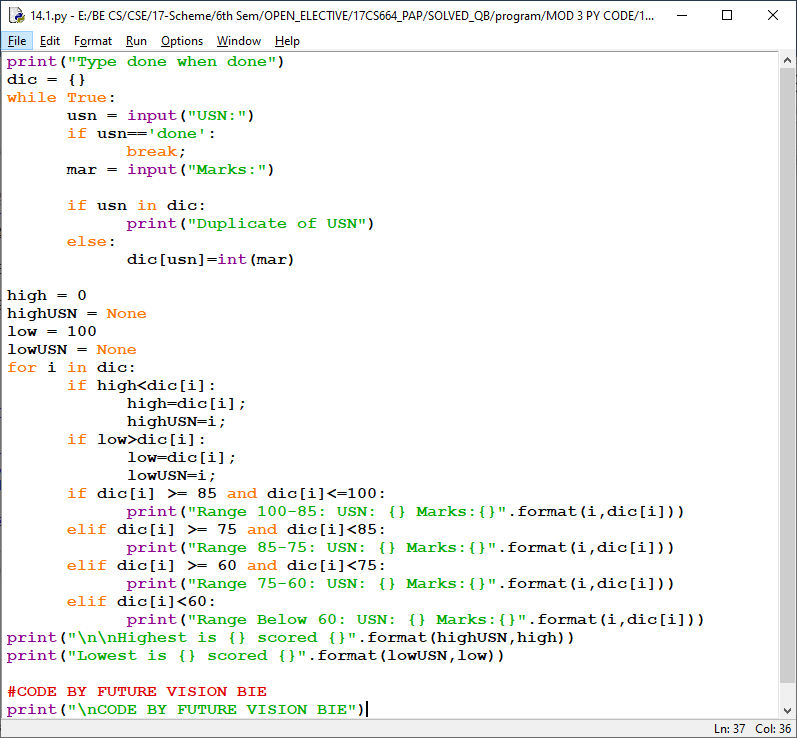 14.1.py - E:/BE CS/CSE/17-Scheme/6th Sem/OPEN_ELECTIVE/17CS664_PAP/SOLVED_QB/program/MOD 3 PY CODE/1...
File Edit Format Run Options Window Help
print("Type done when done")
dic = {}
while True:
      usn = input("USN:")
      if usn=='done':
            break;
      mar = input("Marks:")

      if usn in dic:
            print("Duplicate of USN")
      else:
            dic[usn]=int(mar)

high = 0
highUSN = None
low = 100
lowUSN = None
for i in dic:
      if high<dic[i]:
            high=dic[i];
            highUSN=i;
      if low>dic[i]:
            low=dic[i];
            lowUSN=i;
      if dic[i] >= 85 and dic[i]<=100:
            print("Range 100-85: USN: {} Marks:{}".format(i,dic[i]))
      elif dic[i] >= 75 and dic[i]<85:
            print("Range 85-75: USN: {} Marks:{}".format(i,dic[i]))
      elif dic[i] >= 60 and dic[i]<75:
            print("Range 75-60: USN: {} Marks:{}".format(i,dic[i]))
      elif dic[i]<60:
            print("Range Below 60: USN: {} Marks:{}".format(i,dic[i]))
print("\n\nHighest is {} scored {}".format(highUSN,high))
print("Lowest is {} scored {}".format(lowUSN,low))

#CODE BY FUTURE VISION BIE
print("\nCODE BY FUTURE VISION BIE")
Ln: 37 Col: 36